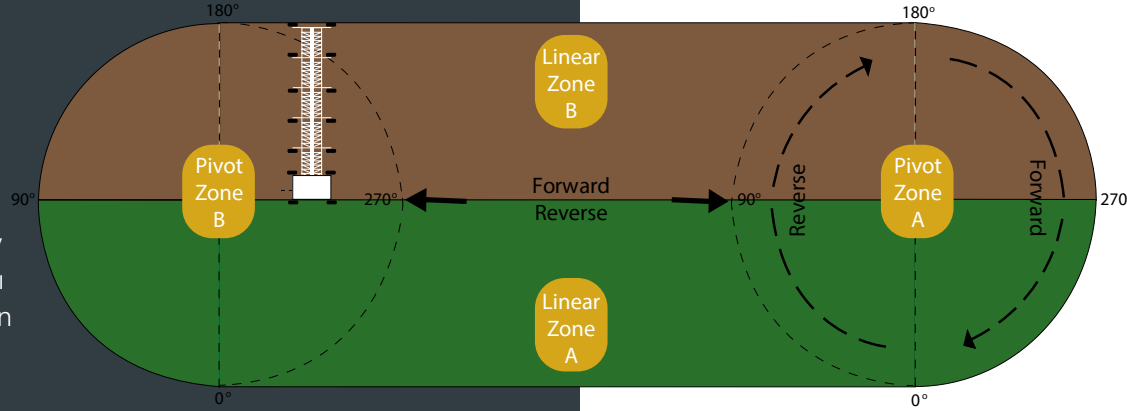 180°
180°
Linear
Zone
B
Pivot
Zone
B
Pivot
Zone
A
Reverse
Forward
90°
270°
Forward
Reverse
90°
270
n
Linear
Zone
A
0°
0°